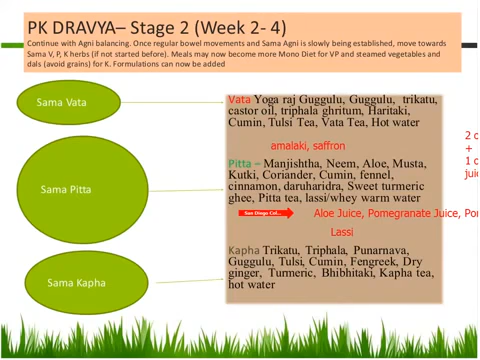 PK DRAVYA– Stage 2 (Week 2- 4)
Continue with Agni balancing. Once regular bowel movements and Sama Agni is slowly being established, move towards
Sama V, P, K herbs (if not started before). Meals may now become more Mono Diet for VP and steamed vegetables and
dals (avoid grains) for K. Formulations can now be added
Sama Vata
Vata Yoga raj Guggulu, Guggulu, trikatu,
castor oil, triphala ghritum, Haritaki,
Cumin, Tulsi Tea, Vata Tea, Hot water
amalaki, saffron
Sama Pitta
Pitta – Manjishtha, Neem, Aloe, Musta,
Kutki, Coriander, Cumin, fennel,
cinnamon, daruharidra, Sweet turmeric
ghee, Pitta tea, lassi/whey warm water
San Diego Col...
Aloe Juice, Pomegranate Juice, Por
Lassi
2 c
+
1 c
juic
Sama Kapha
Kapha Trikatu, Triphala, Punarnava,
Guggulu, Tulsi, Cumin, Fengreek, Dry
ginger, Turmeric, Bhibhitaki, Kapha tea,
hot water